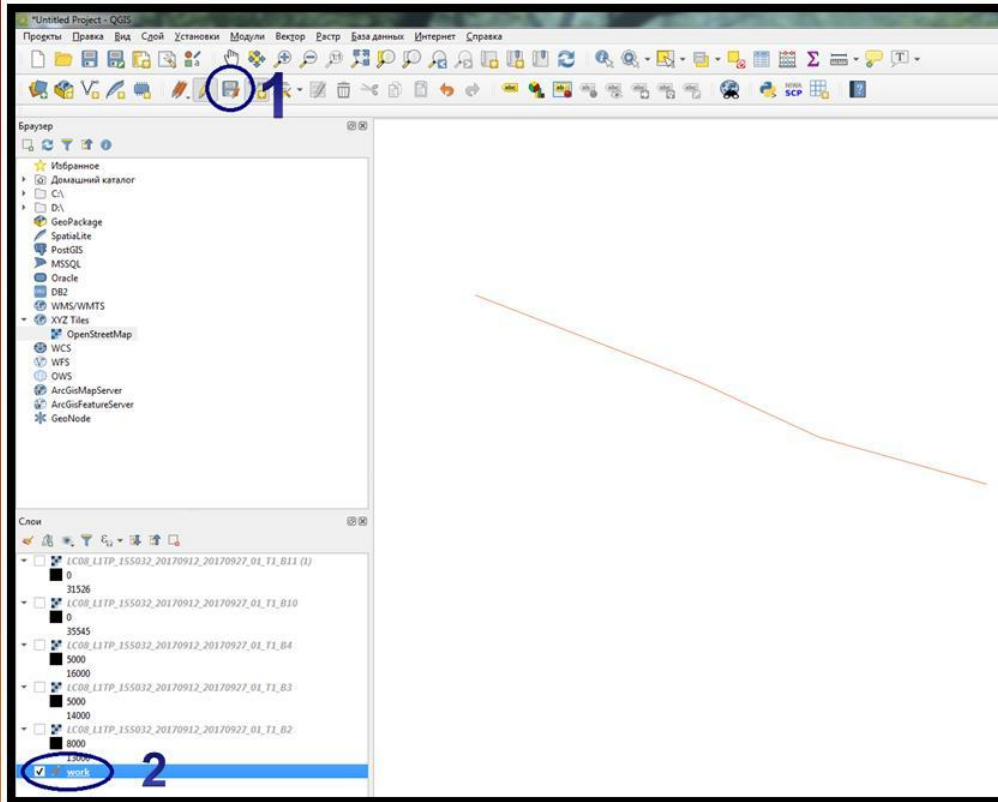 *Untitled Project - QGIS
Проекты Правка Вид Слой Установки Модули Вектор Растр База данных Интернет Справка
1
Браузер
Избранное
Домашний каталог
C:\
D:\
GeoPackage
SpatiaLite
PostGIS
MSSQL
Oracle
DB2
WMS/WMTS
XYZ Tiles
OpenStreetMap
WCS
WFS
OWS
ArcGisMapServer
ArcGisFeatureServer
GeoNode
Слои
LC08_L1TP_155032_20170912_20170927_01_T1_B11 (1)
0
31526
LC08_L1TP_155032_20170912_20170927_01_T1_B10
0
35545
LC08_L1TP_155032_20170912_20170927_01_T1_B4
5000
16000
LC08_L1TP_155032_20170912_20170927_01_T1_B3
5000
14000
LC08_L1TP_155032_20170912_20170927_01_T1_B2
8000
13000
work
2